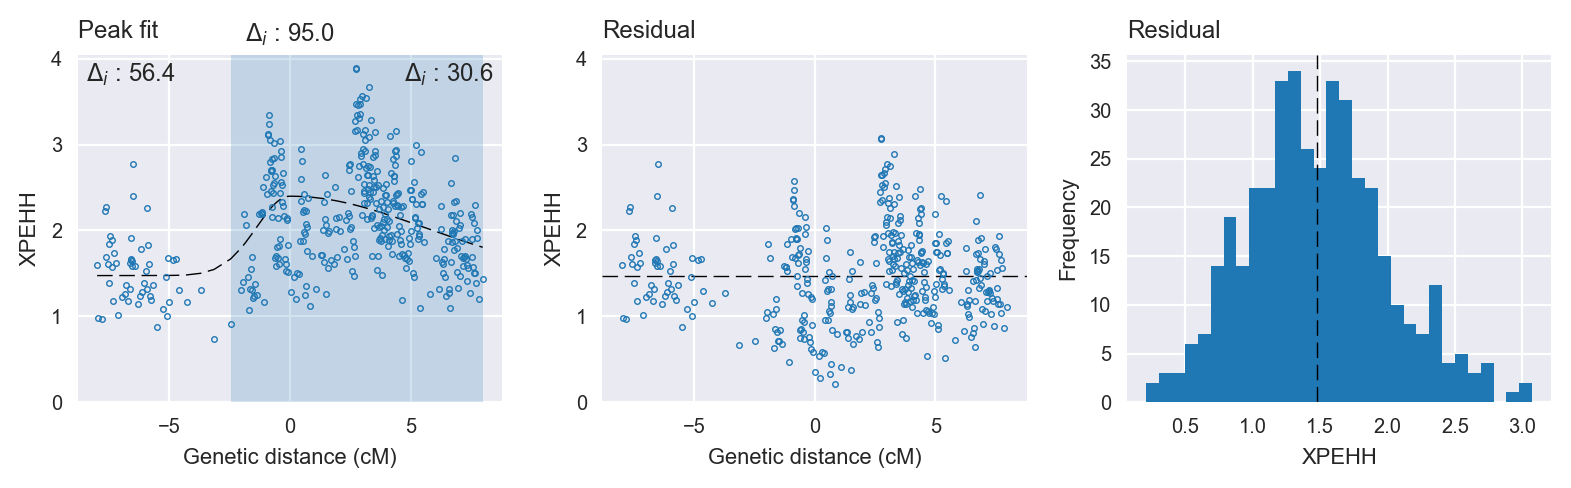 Peak fit
Δi : 95.0
Δi : 56.4
Δi : 30.6
XPEHH
4
3
2
1
0
−5
0
5
Genetic distance (cM)
Residual
XPEHH
4
3
2
1
0
−5
0
5
Genetic distance (cM)
Residual
Frequency
35
30
25
20
15
10
5
0
0.5
1.0
1.5
2.0
2.5
3.0
XPEHH